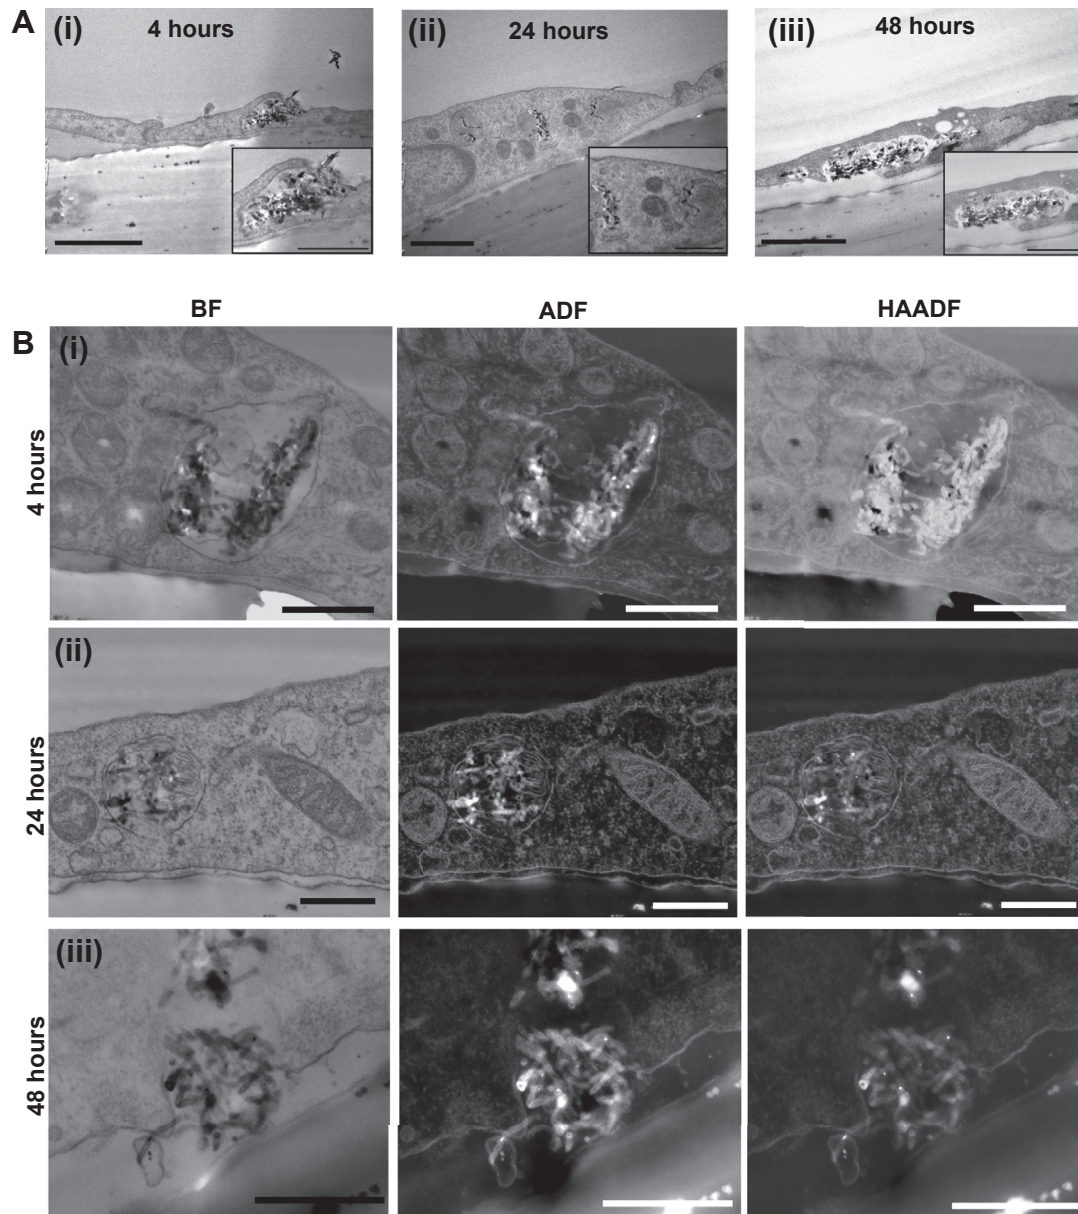 A (i) 4 hours (ii) 24 hours (iii) 48 hours
BF ADF HAADF
B (i)
4 hours
(ii)
24 hours
(iii)
48 hours